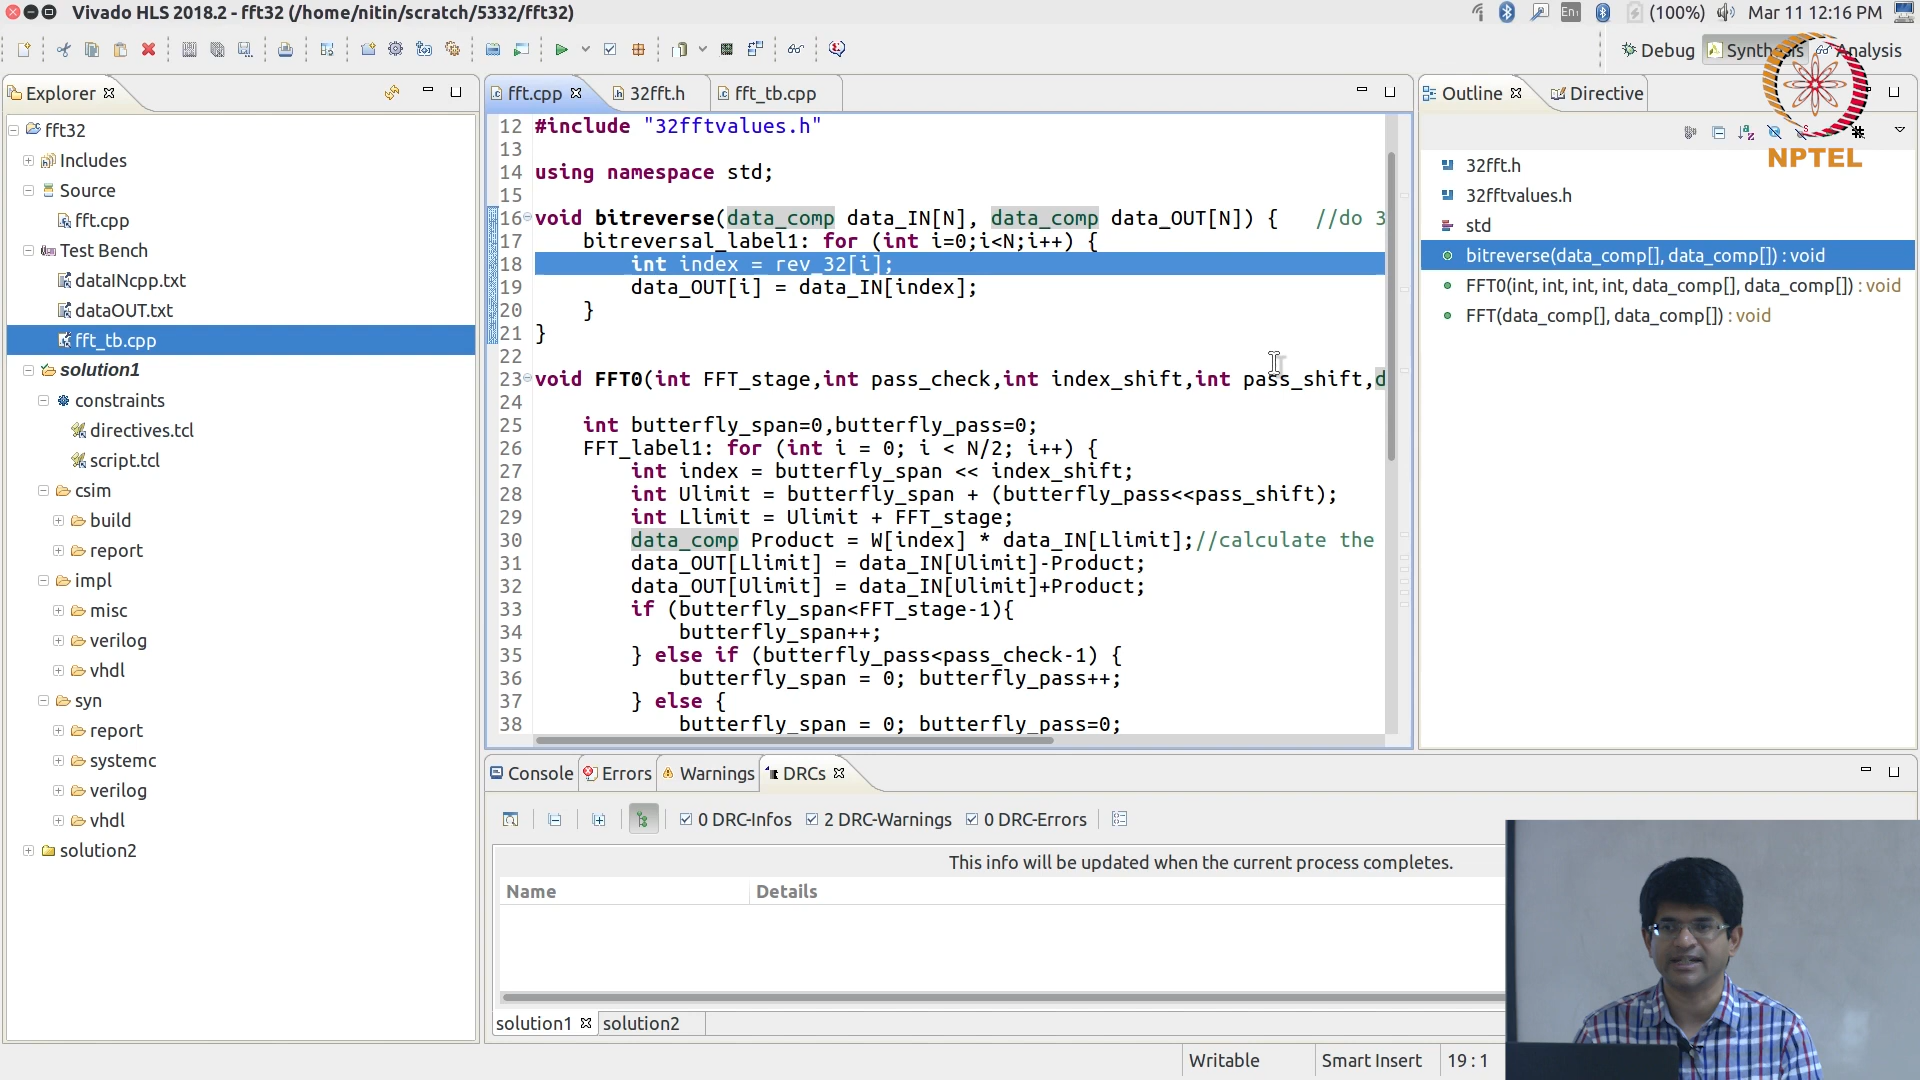 Vivado HLS 2018.2 - fft32 (/home/nitin/scratch/5332/fft32)
En1
(100%)
Mar 11 12:16 PM
Debug
Synthesis
Analysis
NPTEL
Explorer
fft32
Includes
Source
fft.cpp
Test Bench
dataINcpp.txt
dataOUT.txt
fft_tb.cpp
solution1
constraints
directives.tcl
script.tcl
csim
build
report
impl
misc
verilog
vhdl
syn
report
systemc
verilog
vhdl
solution2
fft.cpp
32fft.h
fft_tb.cpp
12 #include "32fftvalues.h"
13
14 using namespace std;
15
16 void bitreverse(data_comp data_IN[N], data_comp data_OUT[N]) { //do 3
17 bitreversal_label1: for (int i=0;i<N;i++) {
18 int index = rev_32[i];
19 data_OUT[i] = data_IN[index];
20 }
21 }
22
23 void FFT0(int FFT_stage,int pass_check,int index_shift,int pass_shift,d
24
25 int butterfly_span=0,butterfly_pass=0;
26 FFT_label1: for (int i = 0; i < N/2; i++) {
27 int index = butterfly_span << index_shift;
28 int Ulimit = butterfly_span + (butterfly_pass<<pass_shift);
29 int Llimit = Ulimit + FFT_stage;
30 data_comp Product = W[index] * data_IN[Llimit];//calculate the
31 data_OUT[Llimit] = data_IN[Ulimit]-Product;
32 data_OUT[Ulimit] = data_IN[Ulimit]+Product;
33 if (butterfly_span<FFT_stage-1){
34 butterfly_span++;
35 } else if (butterfly_pass<pass_check-1) {
36 butterfly_span = 0; butterfly_pass++;
37 } else {
38 butterfly_span = 0; butterfly_pass=0;
Outline
Directive
32fft.h
32fftvalues.h
std
bitreverse(data_comp[], data_comp[]) : void
FFT0(int, int, int, int, data_comp[], data_comp[]) : void
FFT(data_comp[], data_comp[]) : void
Console
Errors
Warnings
DRCs
0 DRC-Infos
2 DRC-Warnings
0 DRC-Errors
This info will be updated when the current process completes.
Name
Details
solution1
solution2
Writable
Smart Insert
19 : 1